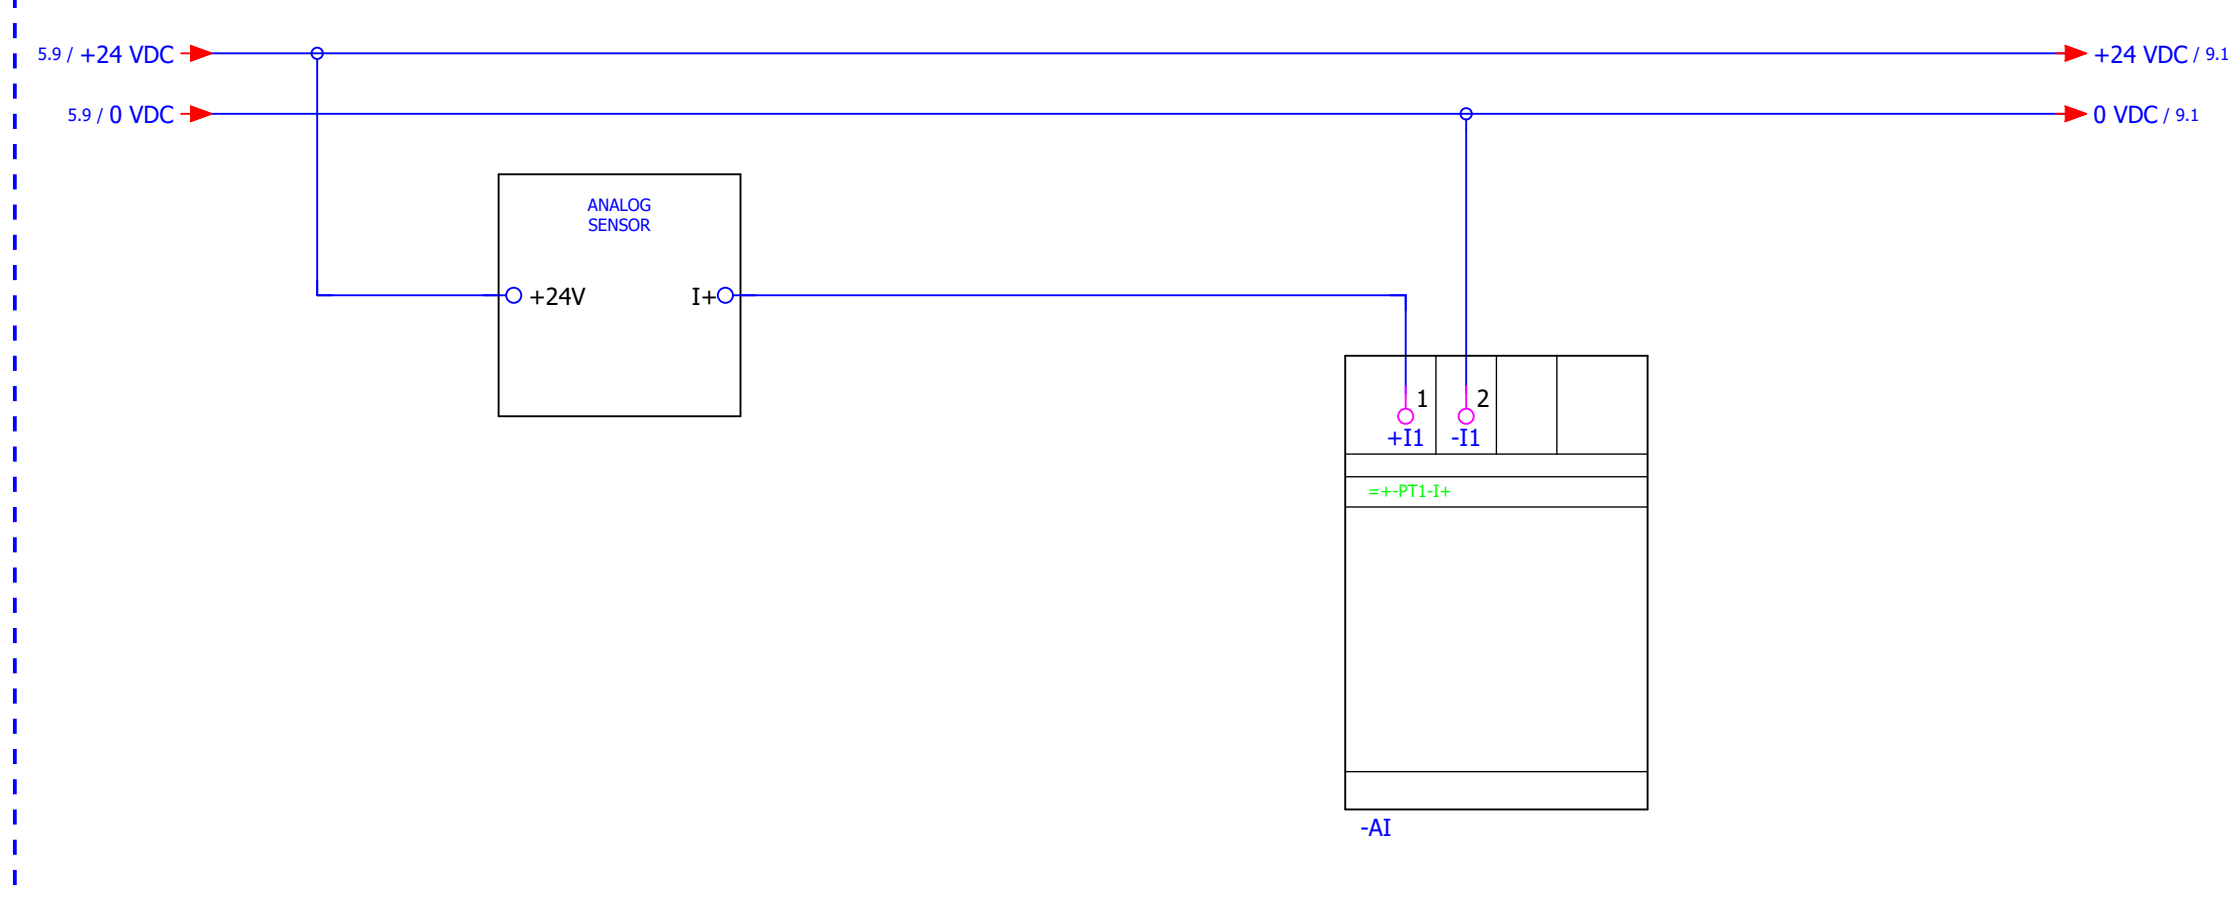 5.9 / +24 VDC
+24 VDC / 9.1
5.9 / 0 VDC
0 VDC / 9.1
ANALOG
SENSOR
+24V
I+
1
2
+I1
-I1
=+-PT1-I+
-AI